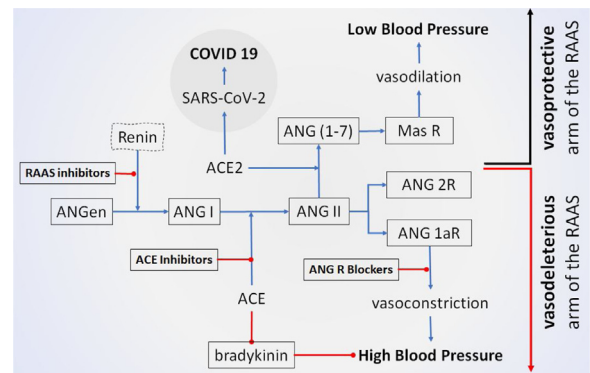 Low Blood Pressure
COVID 19
vasodilation
SARS-CoV-2
Renin
ANG (1-7)
Mas R
RAAS inhibitors
ACE2
ANGen
ANG I
ANG II
ANG 2R
ANG 1aR
ACE Inhibitors
ANG R Blockers
ACE
vasoconstriction
bradykinin
High Blood Pressure
vasoprotective
arm of the RAAS
vasodeleterious
arm of the RAAS